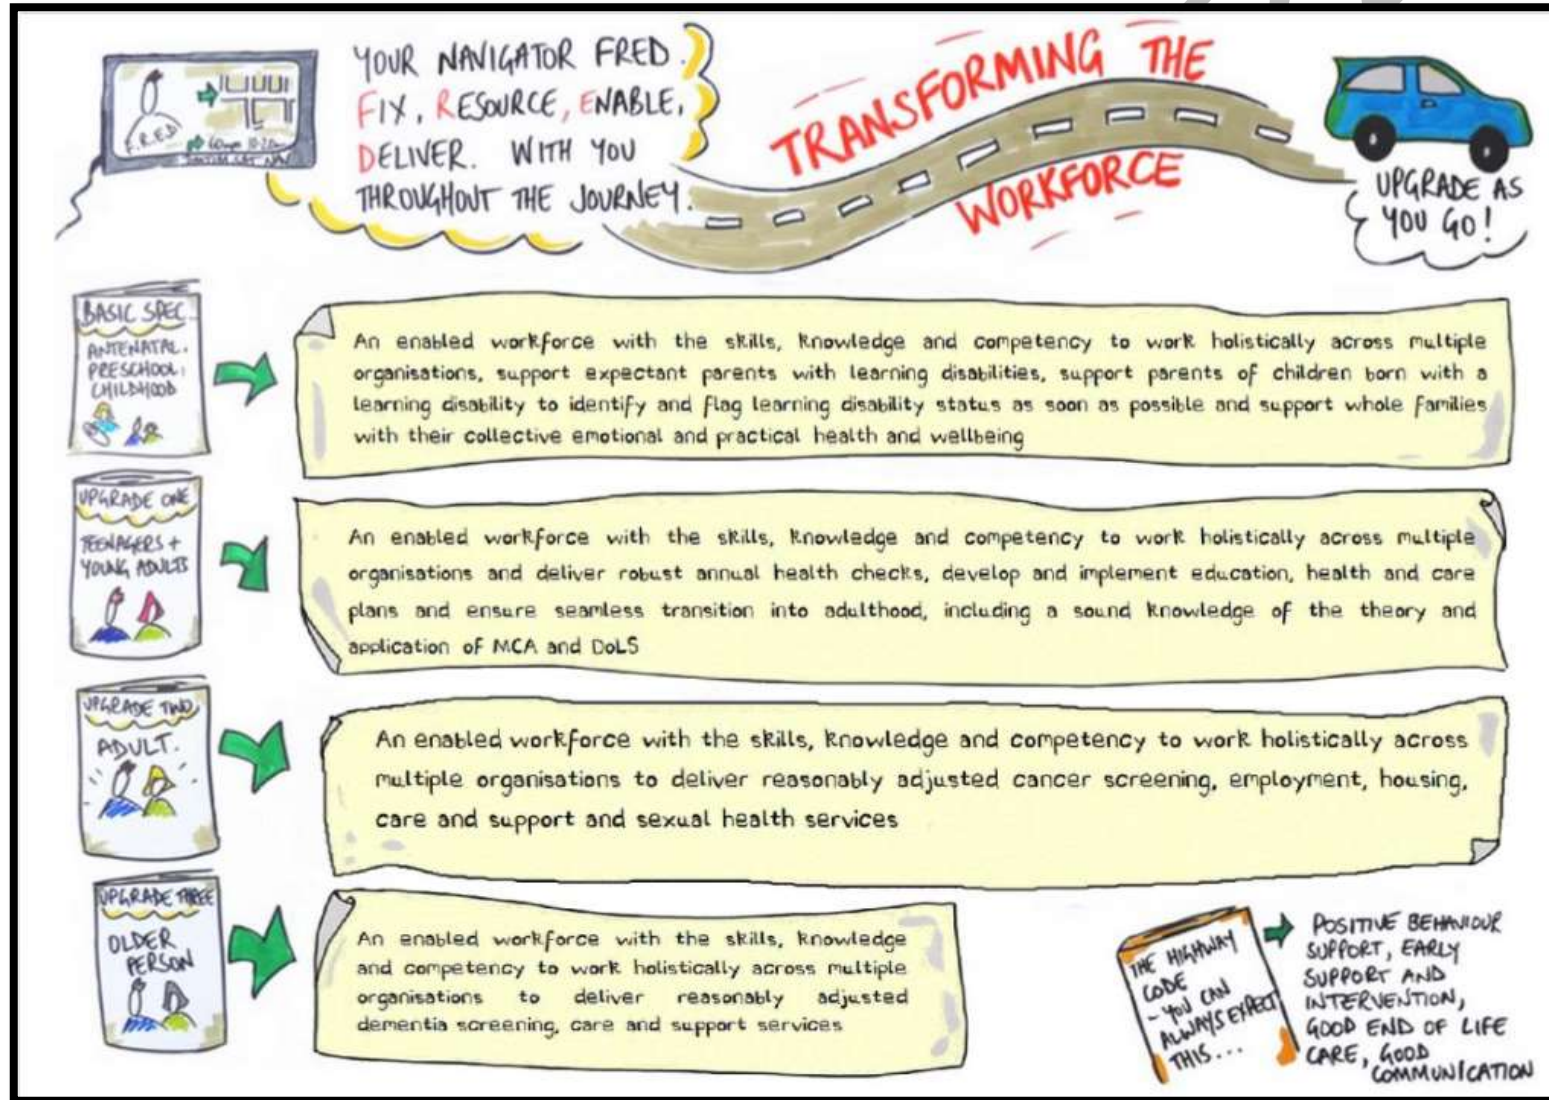 F.R.E.D
YOUR NAVIGATOR FRED.
FIX, RESOURCE, ENABLE,
DELIVER. WITH YOU
THROUGHOUT THE JOURNEY.
TRANSFORMING THE
WORKFORCE
UPGRADE AS
YOU GO!
BASIC SPEC
ANTENATAL.
PRESCHOOL.
CHILDHOOD
An enabled workforce with the skills, knowledge and competency to work holistically across multiple
organisations, support expectant parents with learning disabilities, support parents of children born with a
learning disability to identify and flag learning disability status as soon as possible and support whole families
with their collective emotional and practical health and wellbeing
UPGRADE ONE
TEENAGERS +
YOUNG ADULTS
An enabled workforce with the skills, knowledge and competency to work holistically across multiple
organisations and deliver robust annual health checks, develop and implement education, health and care
plans and ensure seamless transition into adulthood, including a sound knowledge of the theory and
application of MCA and DoLS
UPGRADE TWO
ADULT.
An enabled workforce with the skills, knowledge and competency to work holistically across
multiple organisations to deliver reasonably adjusted cancer screening, employment, housing,
care and support and sexual health services
UPGRADE THREE
OLDER
PERSON
An enabled workforce with the skills, knowledge
and competency to work holistically across multiple
organisations to deliver reasonably adjusted
dementia screening, care and support services
THE HIGHWAY
CODE
- YOU CAN
ALWAYS EXPECT
THIS...
POSITIVE BEHAVIOUR
SUPPORT, EARLY
SUPPORT AND
INTERVENTION,
GOOD END OF LIFE
CARE, GOOD
COMMUNICATION